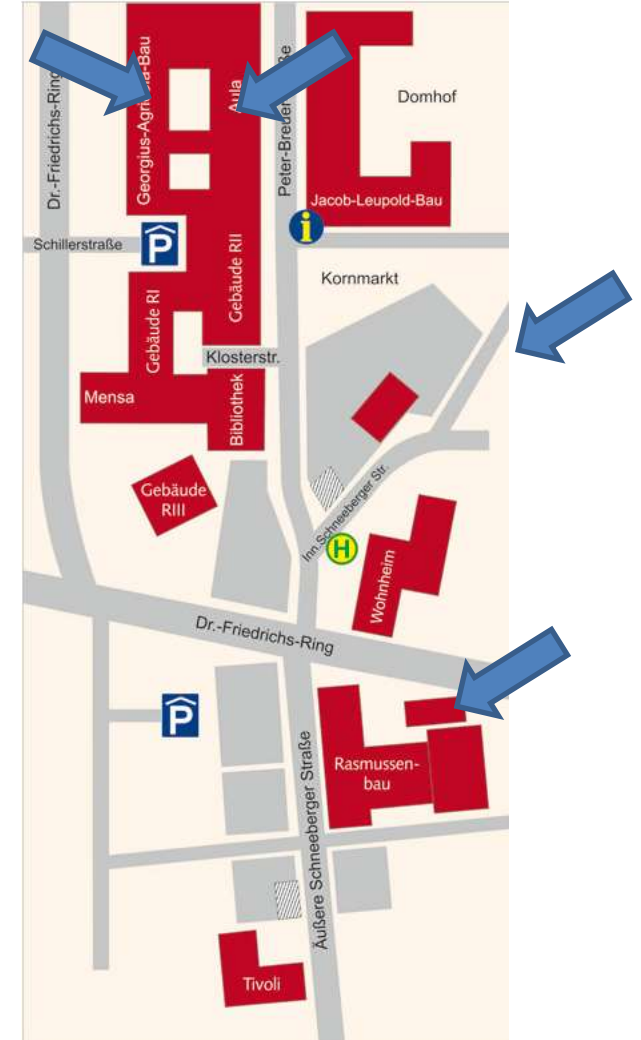 Dr.-Friedrichs-Ring
Georgius-Agricola-Bau
Aula
Peter-Breuer-Straße
Domhof
Jacob-Leupold-Bau
i
Schillerstraße
P
Gebäude RII
Kornmarkt
Gebäude RI
Klosterstr.
Mensa
Bibliothek
Gebäude
RIII
Inn.Schneeberger Str.
H
Wohnheim
Dr.-Friedrichs-Ring
P
Rasmussen-
bau
Äußere Schneeberger Straße
Tivoli